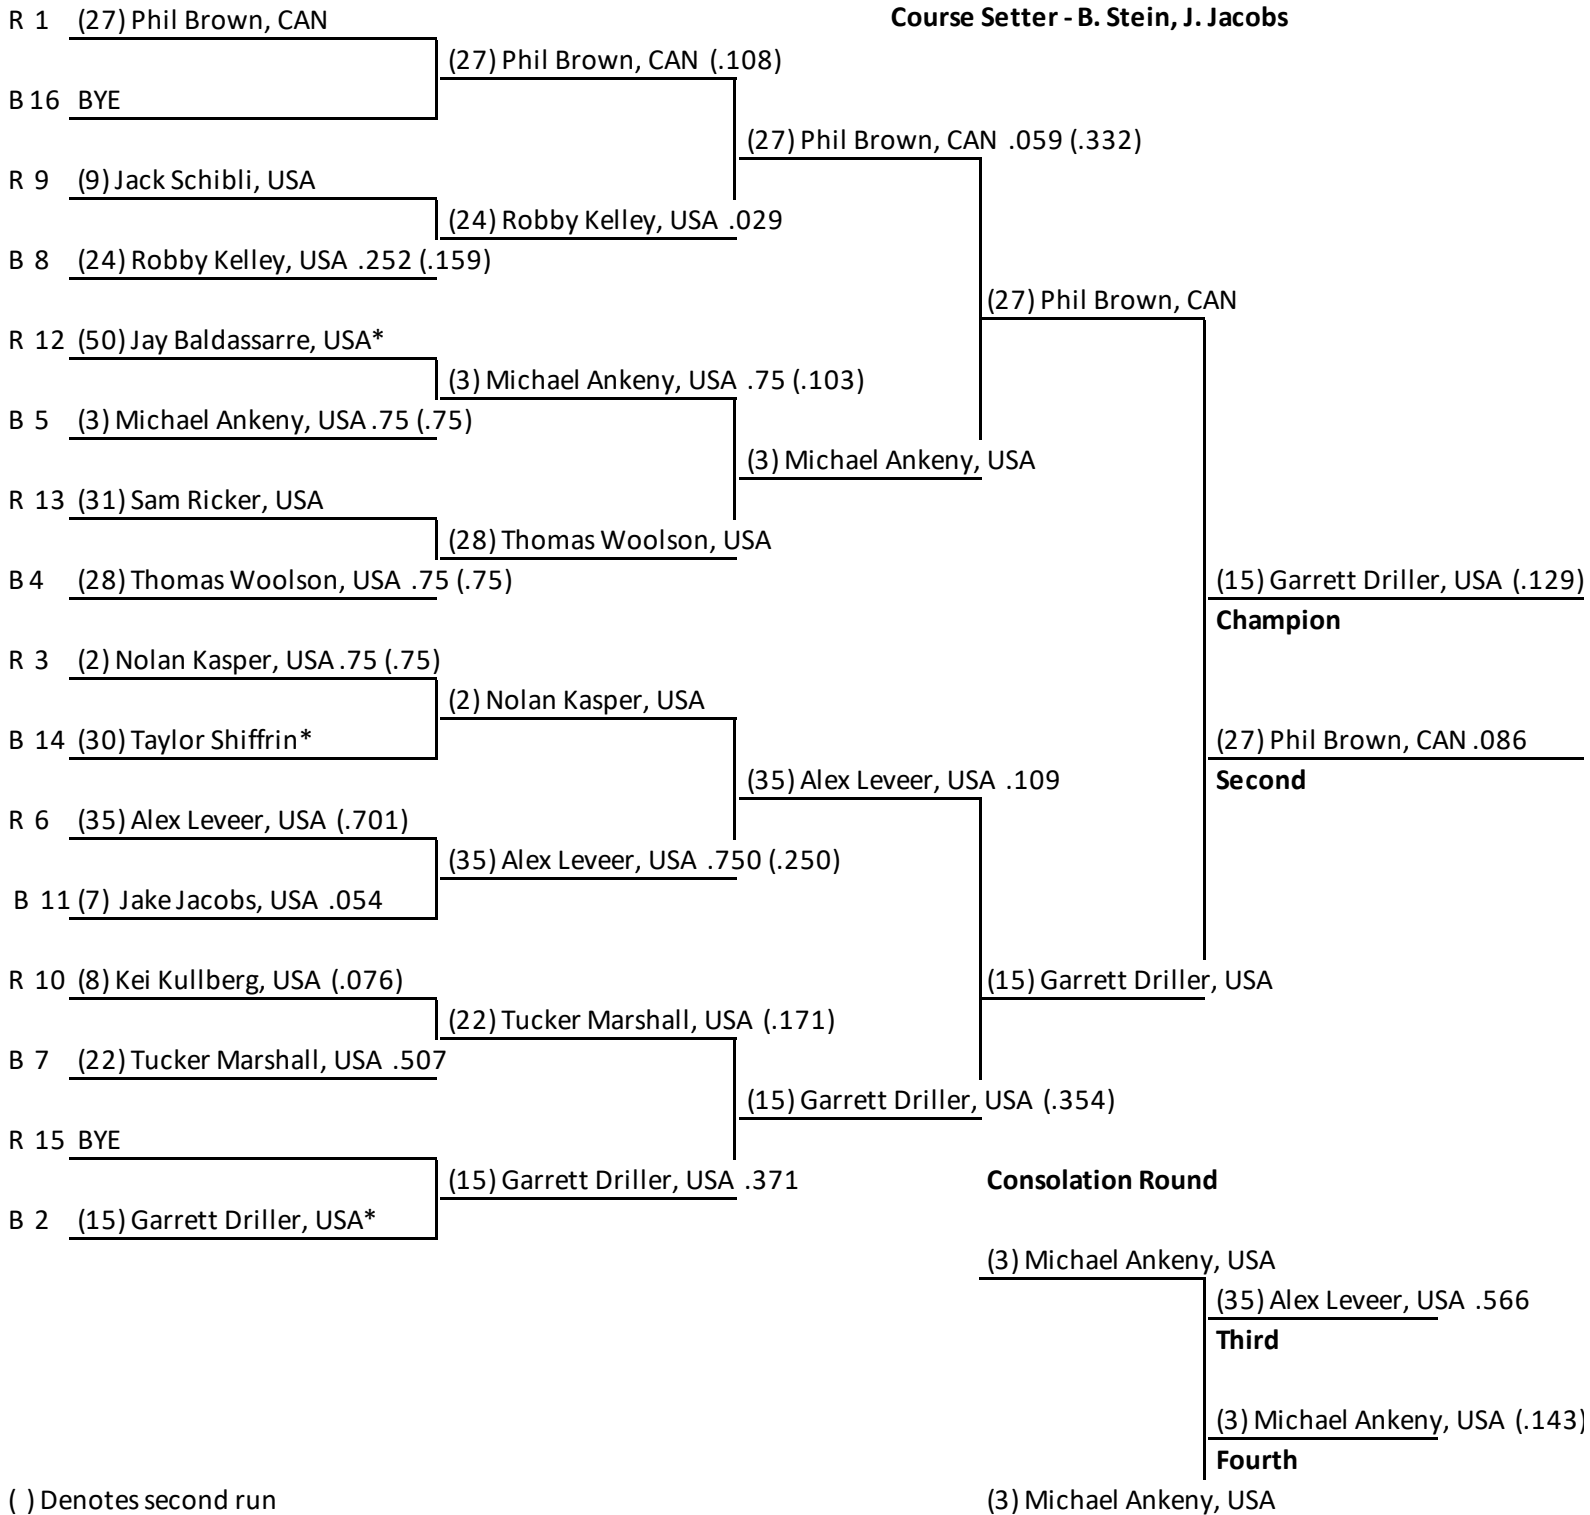 Course Setter - B. Stein, J. Jacobs
R 1 (27) Phil Brown, CAN
(27) Phil Brown, CAN (.108)
B 16 BYE
(27) Phil Brown, CAN .059 (.332)
R 9 (9) Jack Schibli, USA
(24) Robby Kelley, USA .029
B 8 (24) Robby Kelley, USA .252 (.159)
(27) Phil Brown, CAN
R 12 (50) Jay Baldassarre, USA*
(3) Michael Ankeny, USA .75 (.103)
B 5 (3) Michael Ankeny, USA .75 (.75)
(3) Michael Ankeny, USA
R 13 (31) Sam Ricker, USA
(28) Thomas Woolson, USA
B 4 (28) Thomas Woolson, USA .75 (.75)
(15) Garrett Driller, USA (.129)
Champion
R 3 (2) Nolan Kasper, USA .75 (.75)
(2) Nolan Kasper, USA
B 14 (30) Taylor Shiffrin*
(27) Phil Brown, CAN .086
Second
(35) Alex Leveer, USA .109
R 6 (35) Alex Leveer, USA (.701)
(35) Alex Leveer, USA .750 (.250)
B 11 (7) Jake Jacobs, USA .054
R 10 (8) Kei Kullberg, USA (.076)
(15) Garrett Driller, USA
(22) Tucker Marshall, USA (.171)
B 7 (22) Tucker Marshall, USA .507
(15) Garrett Driller, USA (.354)
R 15 BYE
(15) Garrett Driller, USA .371
Consolation Round
B 2 (15) Garrett Driller, USA*
(3) Michael Ankeny, USA
(35) Alex Leveer, USA .566
Third
(3) Michael Ankeny, USA (.143)
Fourth
( ) Denotes second run
(3) Michael Ankeny, USA